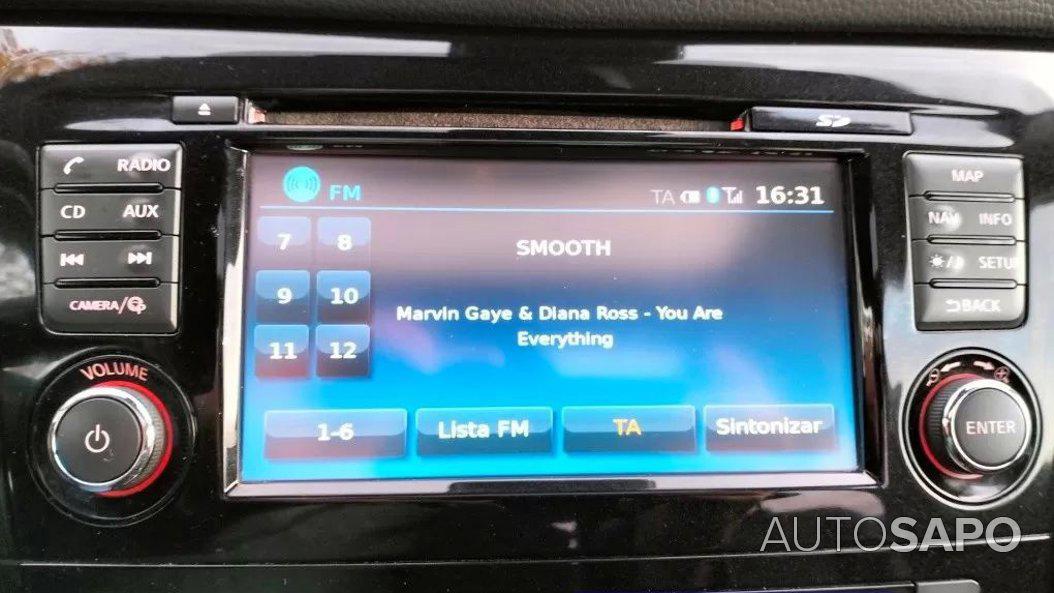 SD
RADIO
MAP
CD AUX
NAV INFO
SETUP
CAMERA/
BACK
VOLUME
ENTER
FM
TA 16:31
7 8
9 10
11 12
SMOOTH
Marvin Gaye & Diana Ross - You Are
Everything
1-6 Lista FM TA Sintonizar
AUTOSAPO